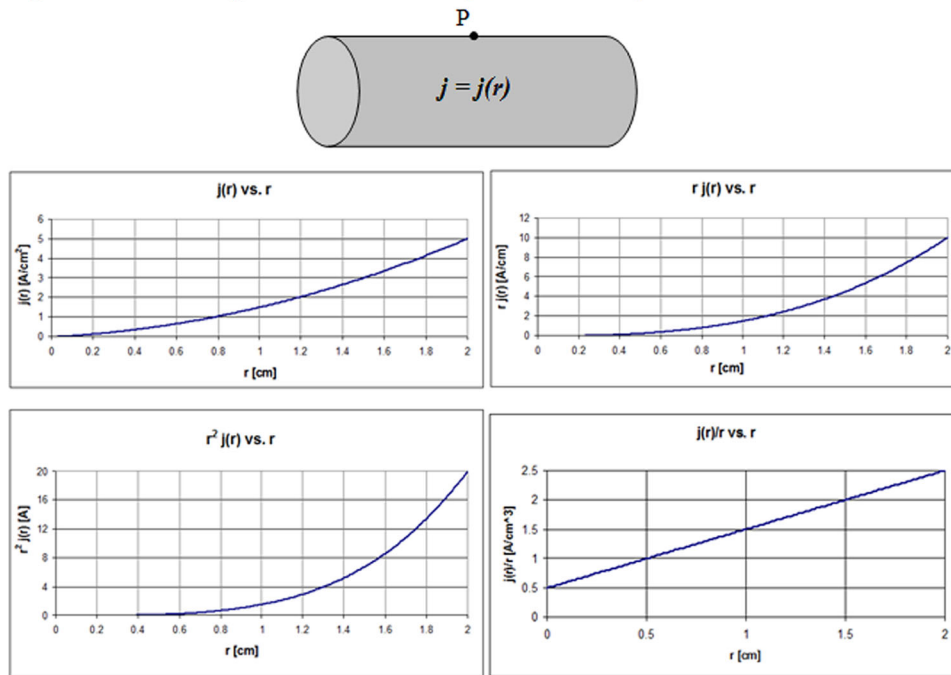 P
j = j(r)
j(r) vs. r
6
5
4
3
2
1
0
j(r) [A/cm²]
0 0.2 0.4 0.6 0.8 1 1.2 1.4 1.6 1.8 2
r [cm]
r j(r) vs. r
12
10
8
6
4
2
0
r j(r) [A/cm]
0 0.2 0.4 0.6 0.8 1 1.2 1.4 1.6 1.8 2
r [cm]
r² j(r) vs. r
20
16
12
8
4
0
r² j(r) [A]
0 0.2 0.4 0.6 0.8 1 1.2 1.4 1.6 1.8 2
r [cm]
j(r)/r vs. r
2.5
2
1.5
1
0.5
0
j(r)/r [A/cm^3]
0 0.5 1 1.5 2
r [cm]